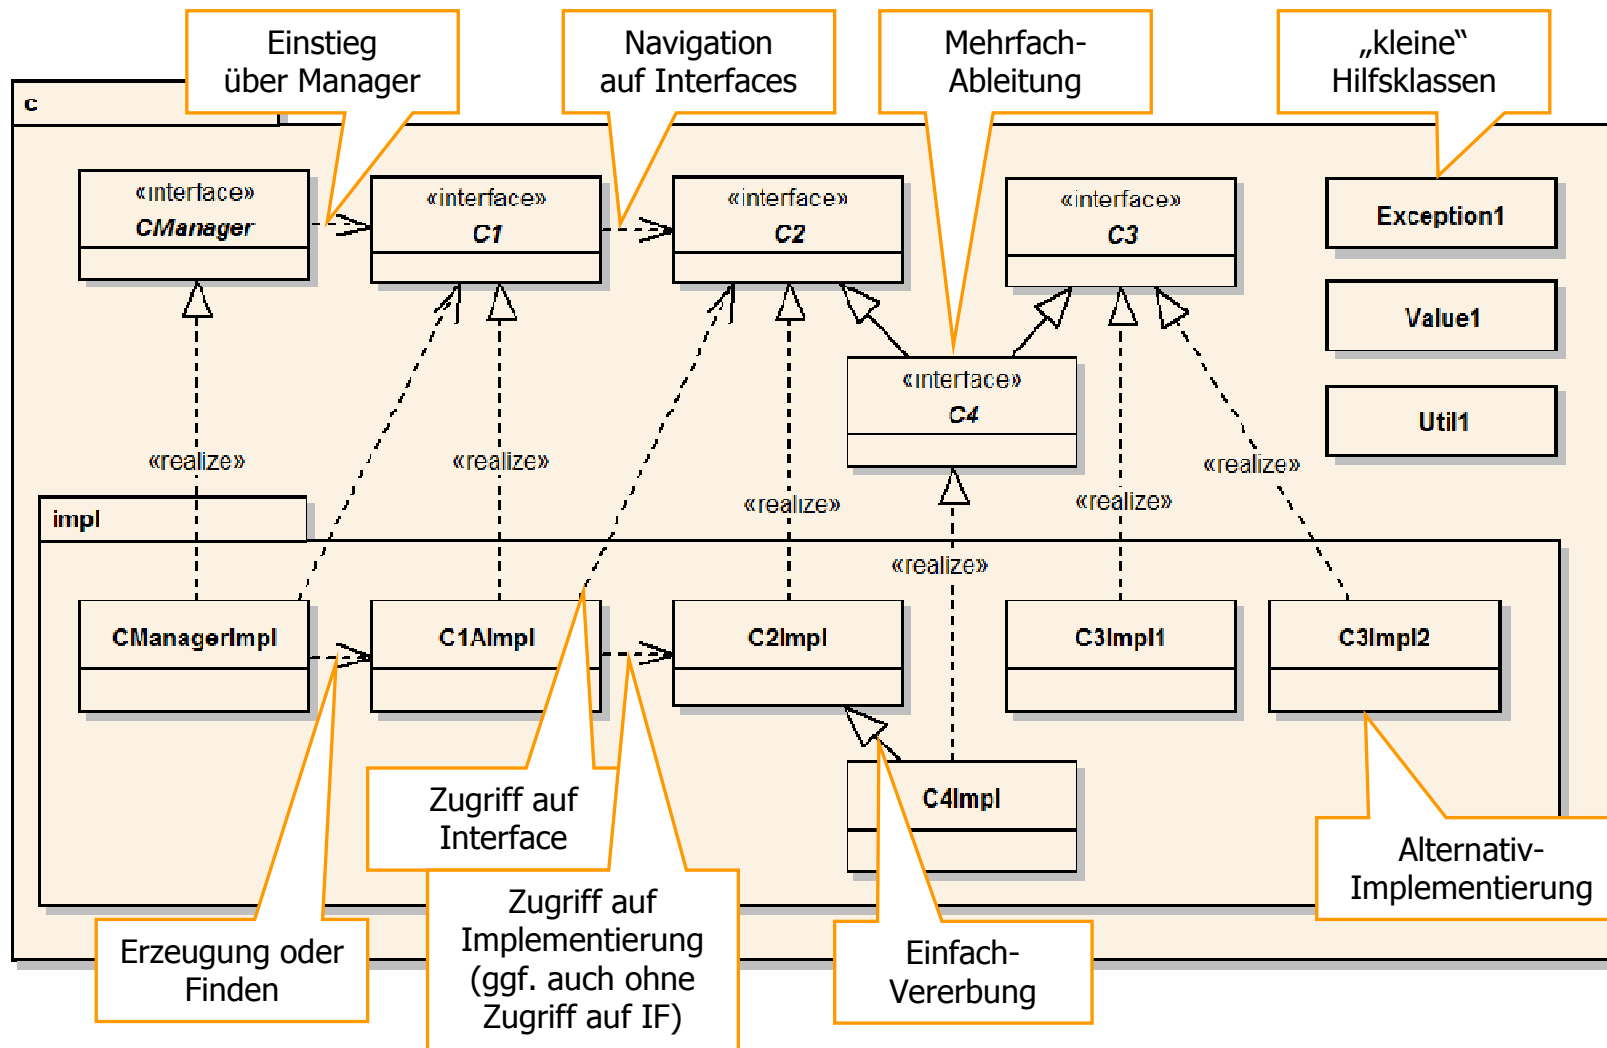 Einstieg
über Manager
Navigation
auf Interfaces
Mehrfach-
Ableitung
„kleine“
Hilfsklassen
c
«interface»
CManager
«interface»
C1
«interface»
C2
«interface»
C3
Exception1
Value1
«interface»
C4
Util1
«realize»
«realize»
«realize»
«realize»
«realize»
«realize»
impl
CManagerImpl
C1AImpl
C2Impl
C3Impl1
C3Impl2
C4Impl
Zugriff auf
Interface
Alternativ-
Implementierung
Zugriff auf
Implementierung
(ggf. auch ohne
Zugriff auf IF)
Erzeugung oder
Finden
Einfach-
Vererbung